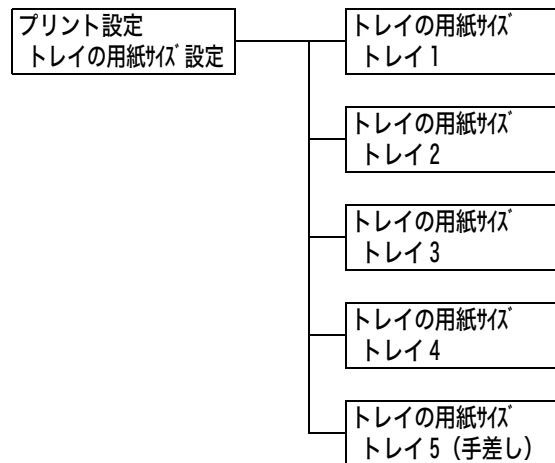 プリント設定
トレイの用紙ｻｲｽﾞ設定
トレイの用紙ｻｲｽﾞ
トレイ1
トレイの用紙ｻｲｽﾞ
トレイ2
トレイの用紙ｻｲｽﾞ
トレイ3
トレイの用紙ｻｲｽﾞ
トレイ4
トレイの用紙ｻｲｽﾞ
トレイ5（手差し）